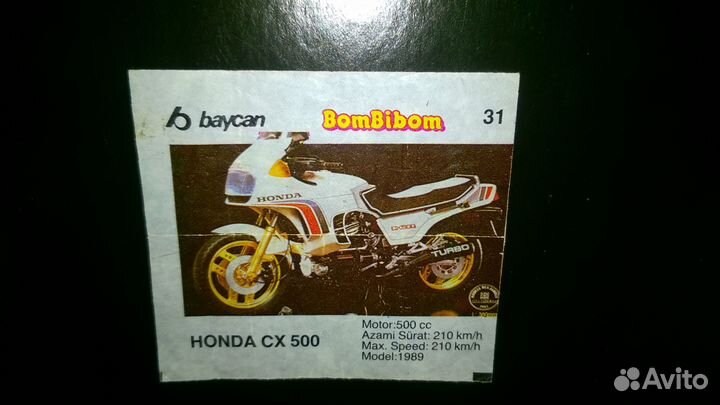 baycan BomBibom 31
HONDA
TURBO
HONDA CX 500
Motor:500 cc
Azami Sürat: 210 km/h
Max. Speed: 210 km/h
Model:1989
Avito